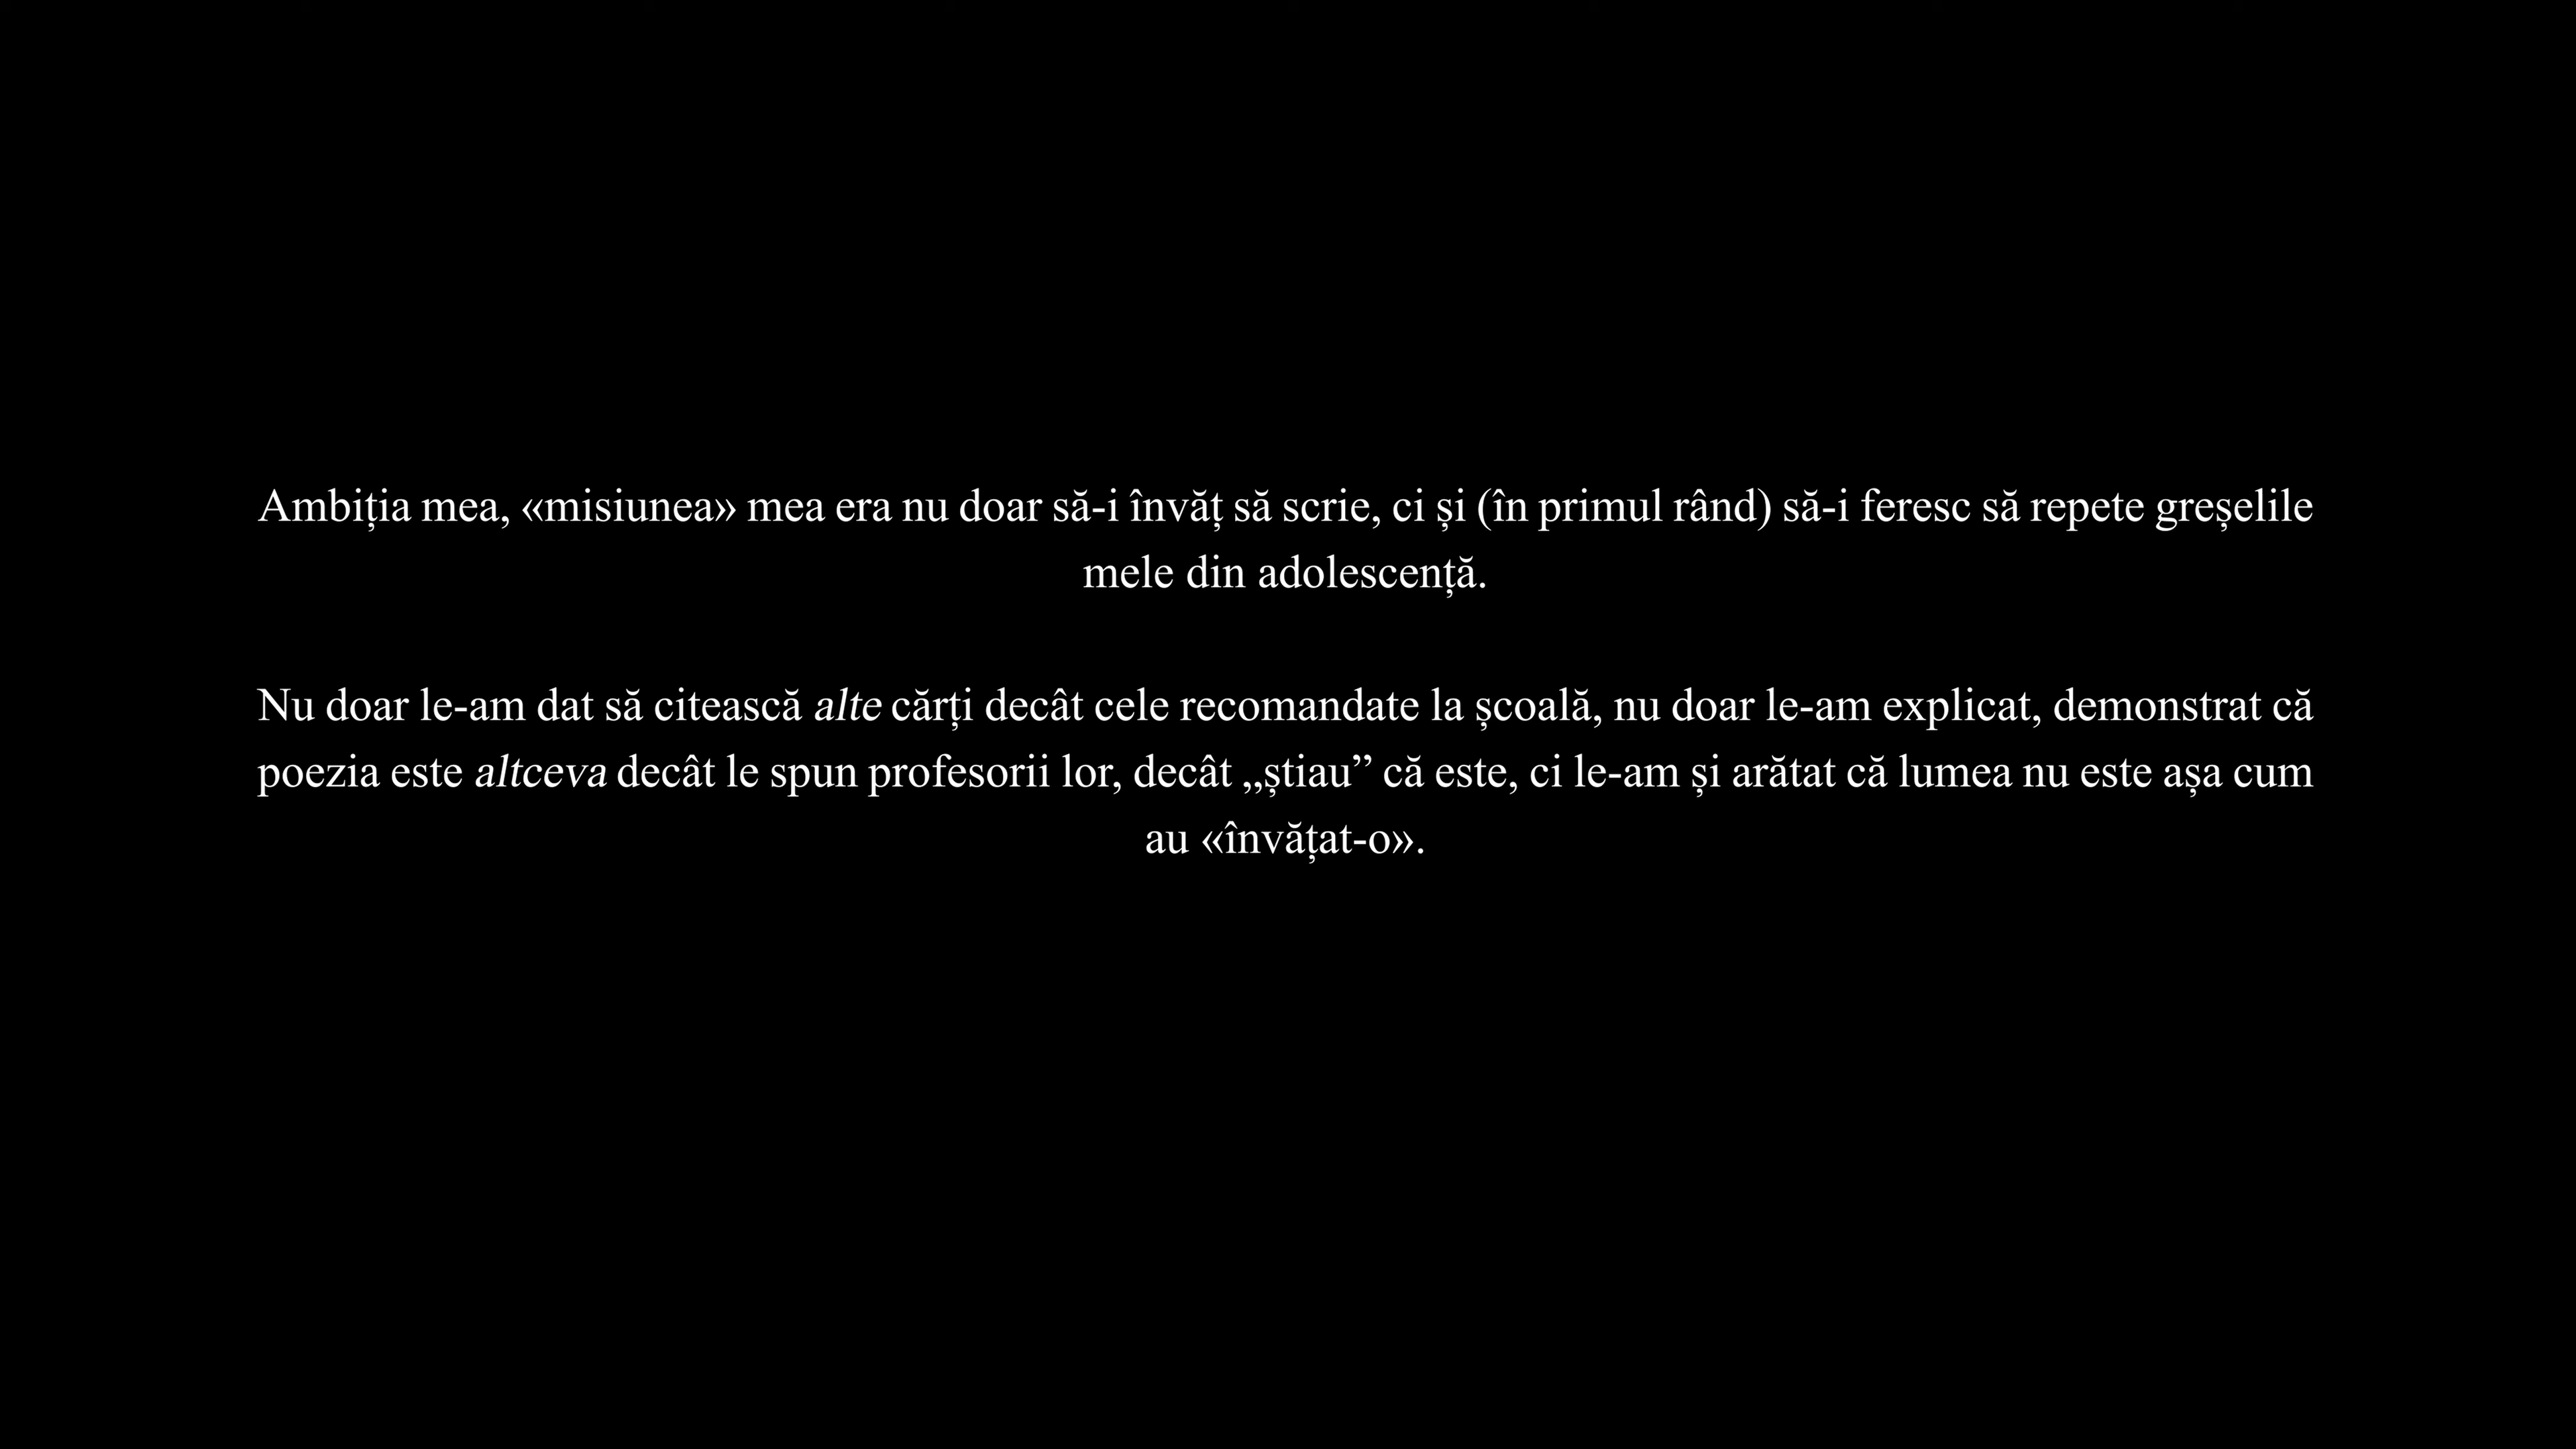 Ambiția mea, «misiunea» mea era nu doar să-i învăț să scrie, ci și (în primul rând) să-i feresc să repete greșelile
mele din adolescență.
Nu doar le-am dat să citească alte cărți decât cele recomandate la școală, nu doar le-am explicat, demonstrat că
poezia este altceva decât le spun profesorii lor, decât „știau” că este, ci le-am și arătat că lumea nu este așa cum
au «învățat-o».